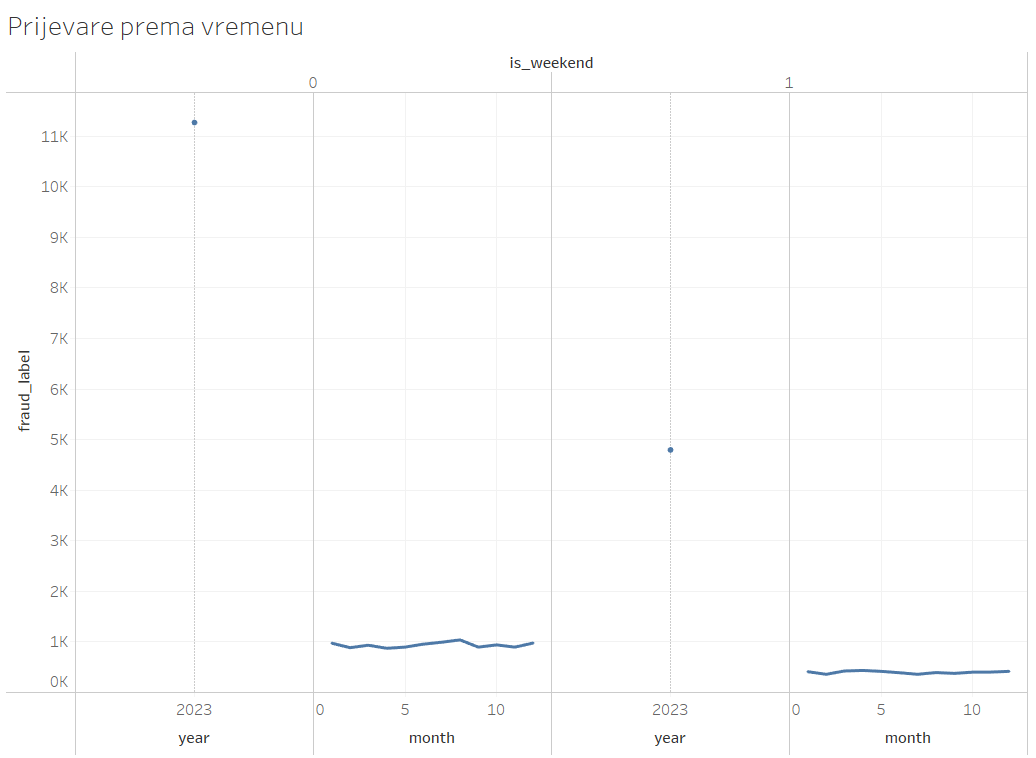 Prijevare prema vremenu
is_weekend
0 1
11K
10K
9K
8K
7K
6K
5K
4K
3K
2K
1K
0K
fraud_label
2023 0 5 10 2023 0 5 10
year month year month